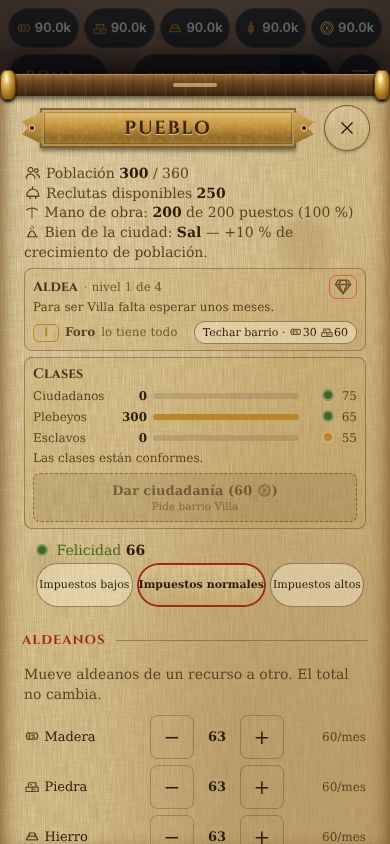 90.0k 90.0k 90.0k 90.0k 90.0k
PUEBLO
Población 300 / 360
Reclutas disponibles 250
Mano de obra: 200 de 200 puestos (100 %)
Bien de la ciudad: Sal — +10 % de
crecimiento de población.
ALDEA · nivel 1 de 4
Para ser Villa falta esperar unos meses.
I Foro lo tiene todo Techar barrio · 30 60
CLASES
Ciudadanos 0 75
Plebeyos 300 65
Esclavos 0 55
Las clases están conformes.
Dar ciudadanía (60 )
Pide barrio Villa
Felicidad 66
Impuestos bajos Impuestos normales Impuestos altos
ALDEANOS
Mueve aldeanos de un recurso a otro. El total
no cambia.
Madera − 63 + 60/mes
Piedra − 63 + 60/mes
Hierro − 63 + 60/mes